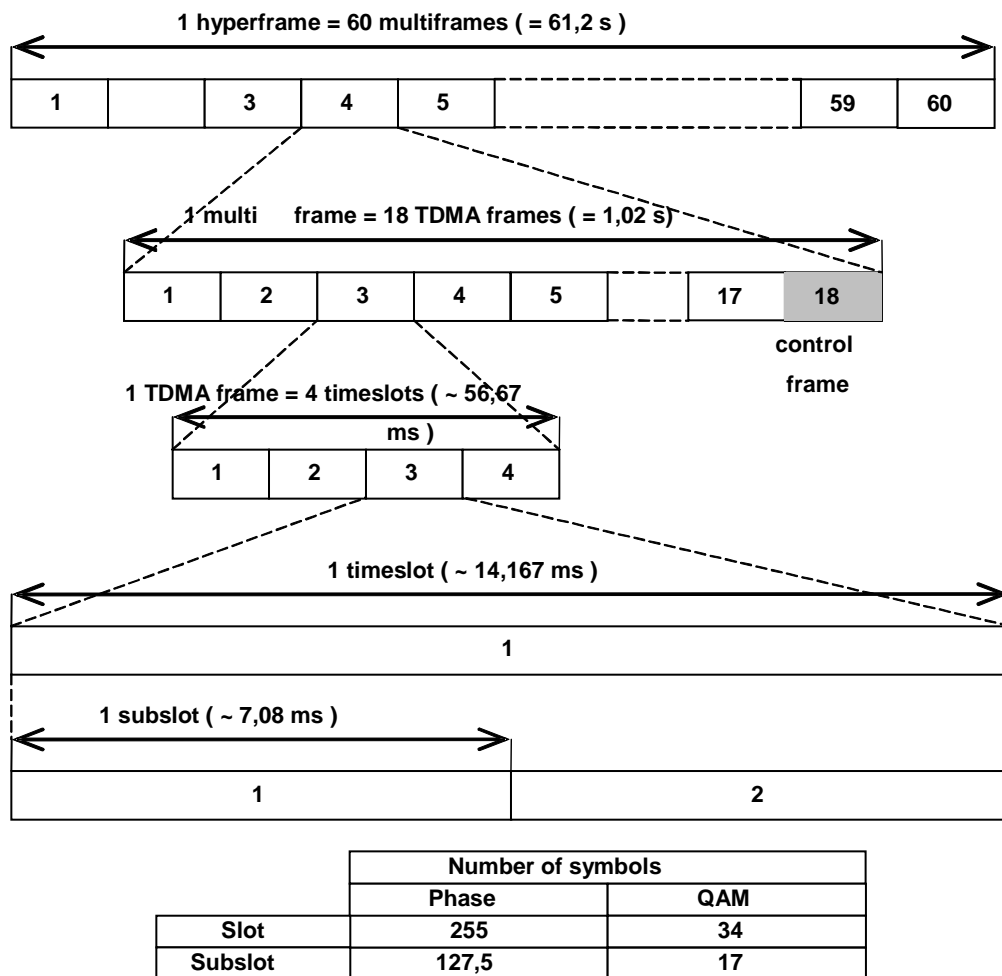 1 hyperframe = 60 multiframes ( = 61,2 s )
1 3 4 5 59 60
1 multi frame = 18 TDMA frames ( = 1,02 s)
1 2 3 4 5 17 18
control
frame
1 TDMA frame = 4 timeslots ( ~ 56,67
ms )
1 2 3 4
1 timeslot ( ~ 14,167 ms )
1
1 subslot ( ~ 7,08 ms )
1 2
Number of symbols
Phase QAM
Slot 255 34
Subslot 127,5 17